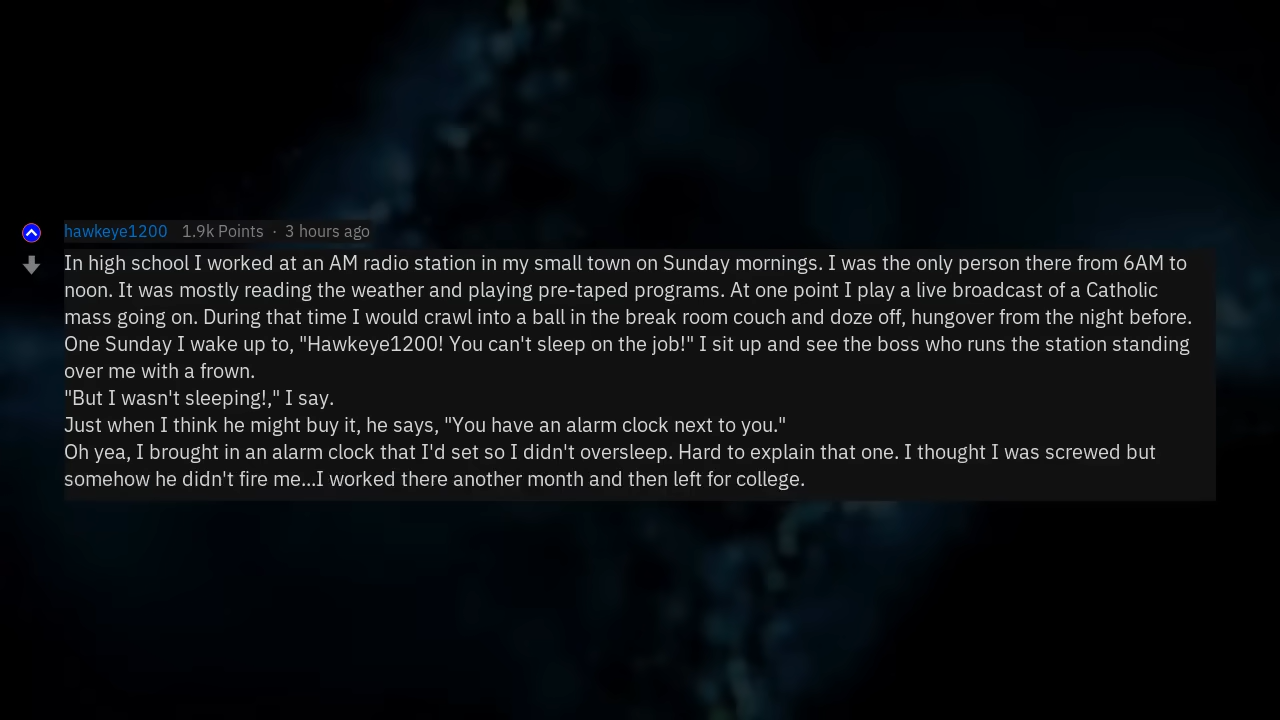 hawkeye1200 1.9k Points · 3 hours ago
In high school I worked at an AM radio station in my small town on Sunday mornings. I was the only person there from 6AM to
noon. It was mostly reading the weather and playing pre-taped programs. At one point I play a live broadcast of a Catholic
mass going on. During that time I would crawl into a ball in the break room couch and doze off, hungover from the night before.
One Sunday I wake up to, "Hawkeye1200! You can't sleep on the job!" I sit up and see the boss who runs the station standing
over me with a frown.
"But I wasn't sleeping!," I say.
Just when I think he might buy it, he says, "You have an alarm clock next to you."
Oh yea, I brought in an alarm clock that I'd set so I didn't oversleep. Hard to explain that one. I thought I was screwed but
somehow he didn't fire me...I worked there another month and then left for college.